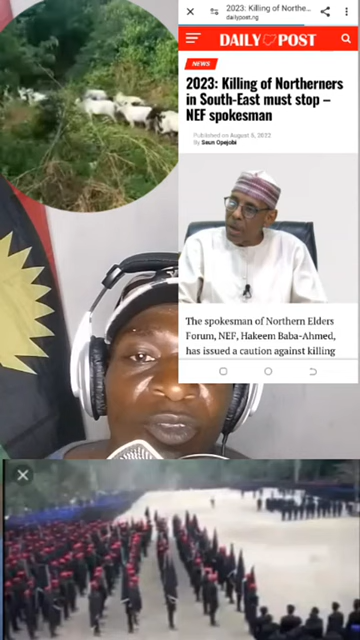 2023: Killing of Northe...
dailypost.ng
DAILY POST
NEWS
2023: Killing of Northerners
in South-East must stop –
NEF spokesman
Published on August 5, 2022
By Seun Opejobi
The spokesman of Northern Elders
Forum, NEF, Hakeem Baba-Ahmed,
has issued a caution against killing